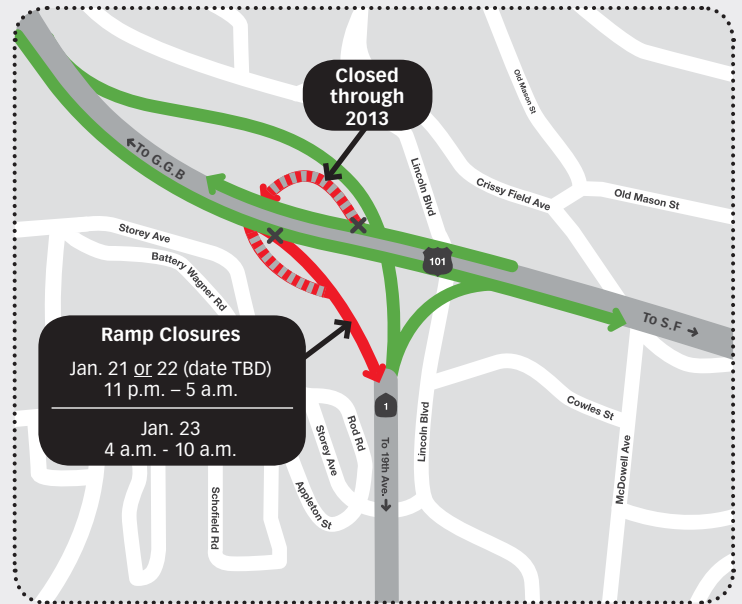 Closed
through
2013
Old Mason St
←To G.G.B
Lincoln Blvd
Crissy Field Ave
Old Mason St
Storey Ave
Battery Wagner Rd
101
To S.F →
Ramp Closures
Jan. 21 or 22 (date TBD)
11 p.m. – 5 a.m.
Jan. 23
4 a.m. - 10 a.m.
1
To 19th Ave. →
Lincoln Blvd
Cowles St
McDowell Ave
Rod Rd
Storey Ave
Appleton St
Schofield Rd